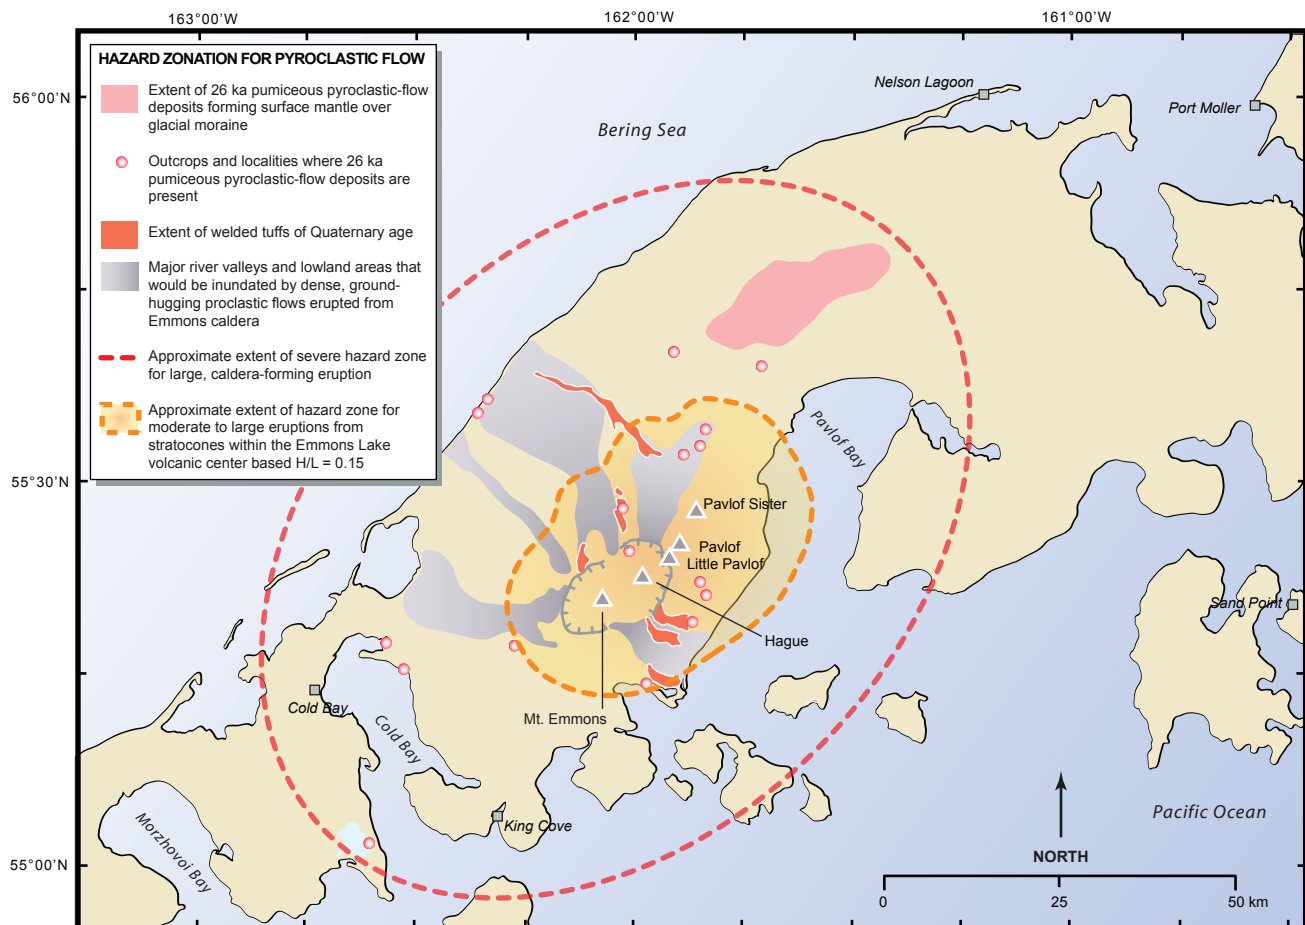 163°00'W
162°00'W
161°00'W
56°00'N
55°30'N
55°00'N
HAZARD ZONATION FOR PYROCLASTIC FLOW
Extent of 26 ka pumiceous pyroclastic-flow
deposits forming surface mantle over
glacial moraine
Outcrops and localities where 26 ka
pumiceous pyroclastic-flow deposits are
present
Extent of welded tuffs of Quaternary age
Major river valleys and lowland areas that
would be inundated by dense, ground-
hugging proclastic flows erupted from
Emmons caldera
Approximate extent of severe hazard zone
for large, caldera-forming eruption
Approximate extent of hazard zone for
moderate to large eruptions from
stratocones within the Emmons Lake
volcanic center based H/L = 0.15
Bering Sea
Nelson Lagoon
Port Moller
Pavlof Bay
Pavlof Sister
Pavlof
Little Pavlof
Hague
Mt. Emmons
Sand Point
Cold Bay
Cold Bay
King Cove
Morzhovoi Bay
Pacific Ocean
NORTH
0
25
50 km